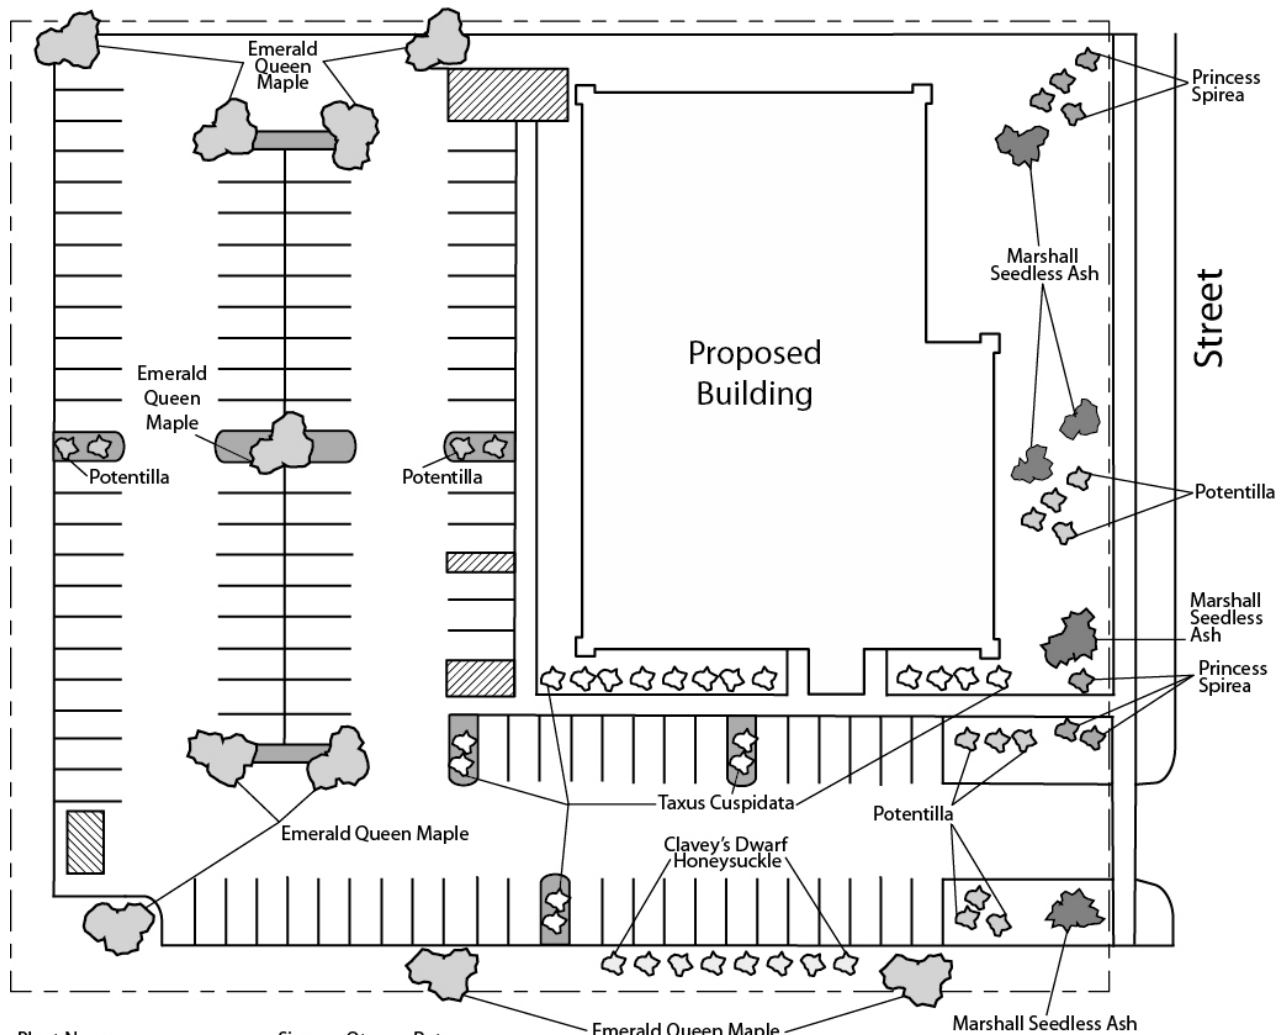 Emerald
Queen
Maple
Princess
Spirea
Marshall
Seedless Ash
Street
Proposed
Building
Emerald
Queen
Maple
Potentilla
Potentilla
Potentilla
Marshall
Seedless
Ash
Princess
Spirea
Taxus Cuspidata
Potentilla
Emerald Queen Maple
Clavey's Dwarf
Honeysuckle
Marshall Seedless Ash
Emerald Queen Maple